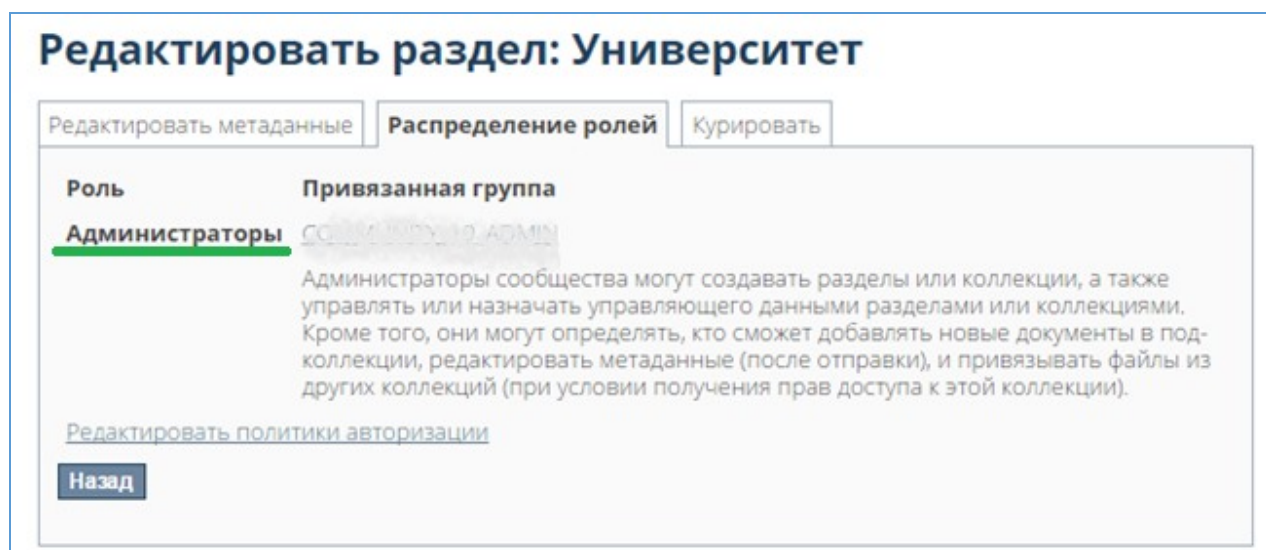 Редактировать раздел: Университет
Редактировать метаданные Распределение ролей Курировать
Роль Привязанная группа
Администраторы
Администраторы сообщества могут создавать разделы или коллекции, а также
управлять или назначать управляющего данными разделами или коллекциями.
Кроме того, они могут определять, кто сможет добавлять новые документы в под-
коллекции, редактировать метаданные (после отправки), и привязывать файлы из
других коллекций (при условии получения прав доступа к этой коллекции).
Редактировать политики авторизации
Назад